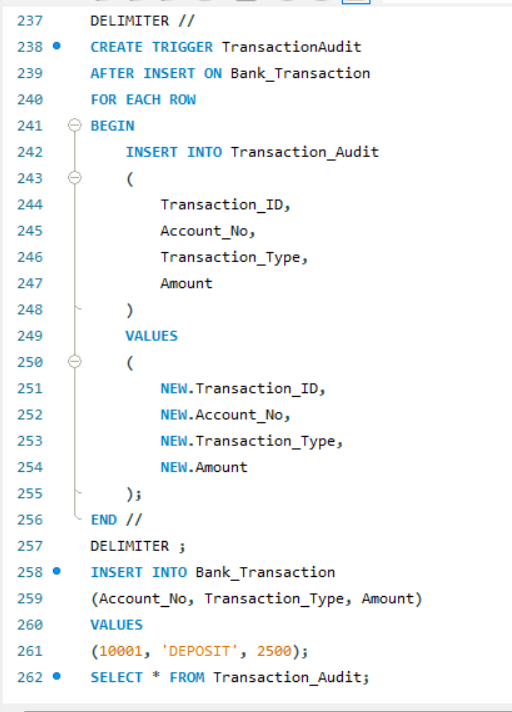 237 DELIMITER //
238 CREATE TRIGGER TransactionAudit
239 AFTER INSERT ON Bank_Transaction
240 FOR EACH ROW
241 BEGIN
242 INSERT INTO Transaction_Audit
243 (
244 Transaction_ID,
245 Account_No,
246 Transaction_Type,
247 Amount
248 )
249 VALUES
250 (
251 NEW.Transaction_ID,
252 NEW.Account_No,
253 NEW.Transaction_Type,
254 NEW.Amount
255 );
256 END //
257 DELIMITER ;
258 INSERT INTO Bank_Transaction
259 (Account_No, Transaction_Type, Amount)
260 VALUES
261 (10001, 'DEPOSIT', 2500);
262 SELECT * FROM Transaction_Audit;